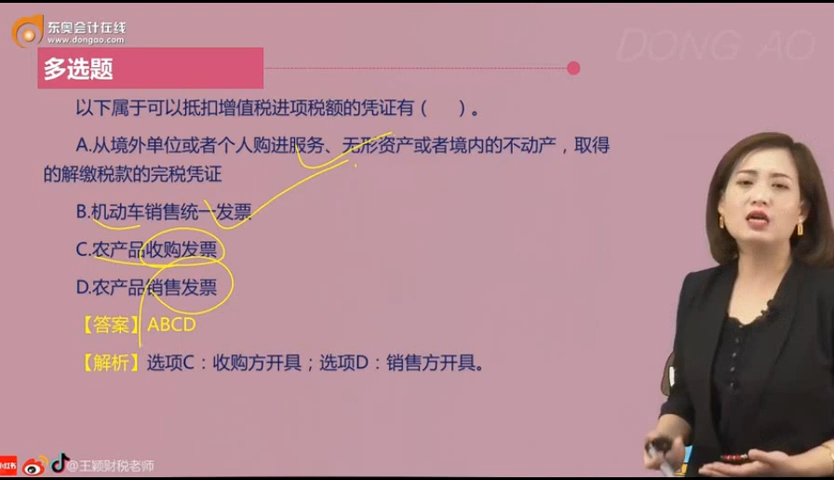 东奥会计在线
www.dongao.com
DONG AO
多选题
以下属于可以抵扣增值税进项税额的凭证有（ ）。
A.从境外单位或者个人购进服务、无形资产或者境内的不动产，取得
的解缴税款的完税凭证
B.机动车销售统一发票
C.农产品收购发票
D.农产品销售发票
【答案】ABCD
【解析】选项C：收购方开具；选项D：销售方开具。
小红书
@王颖财税老师